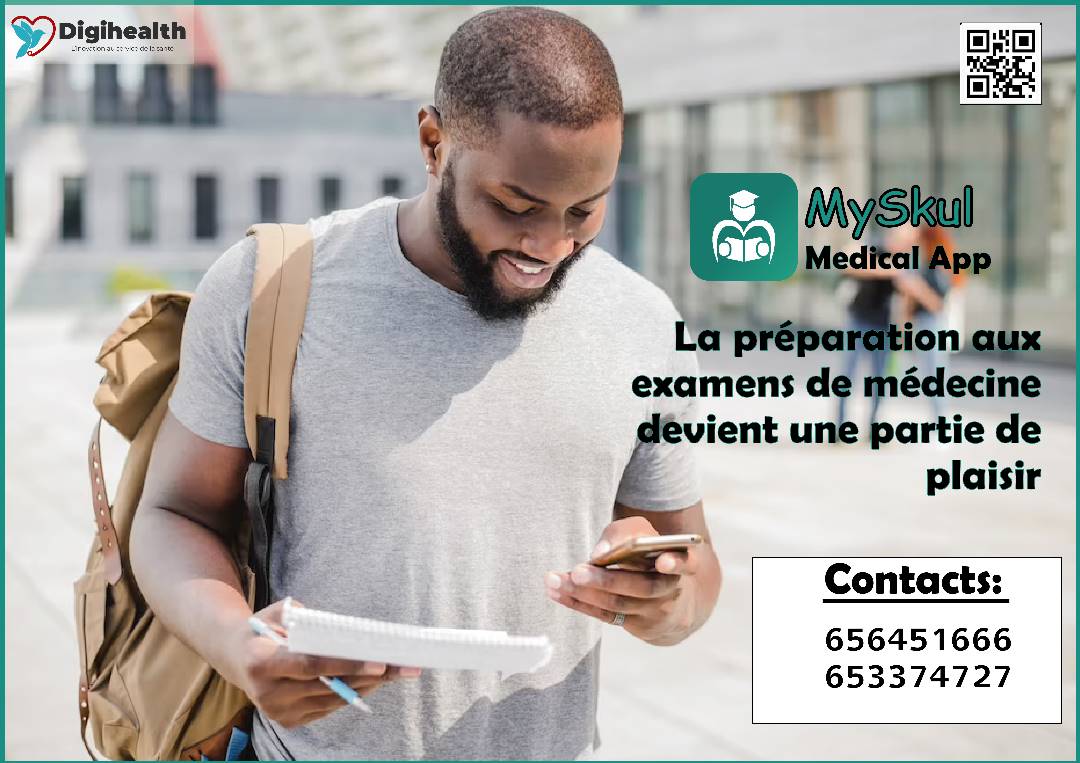 Digihealth
L'inovation au service de la santé
MySkul
Medical App
La préparation aux
examens de médecine
devient une partie de
plaisir
Contacts:
656451666
653374727